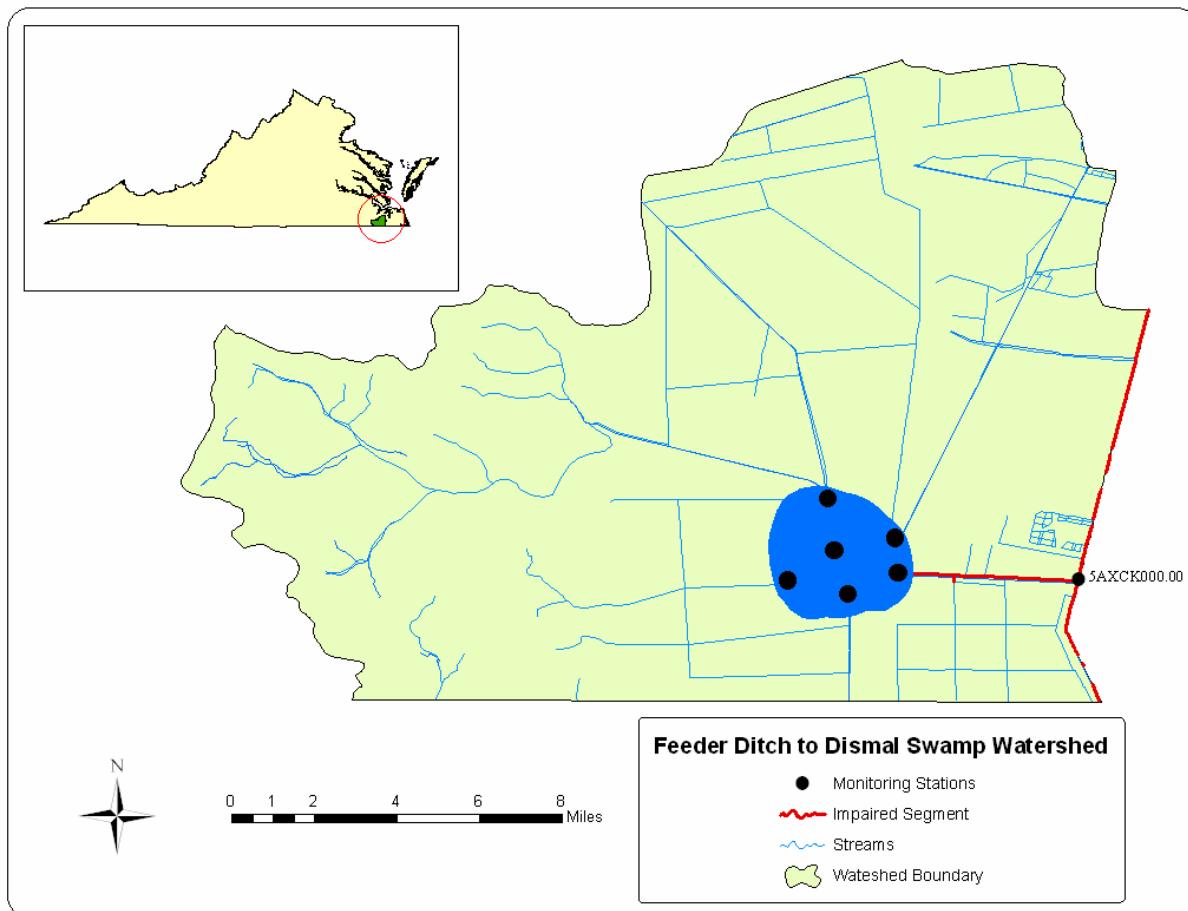 5AXCK000.00
Feeder Ditch to Dismal Swamp Watershed
Monitoring Stations
Impaired Segment
Streams
Wateshed Boundary
N
0 1 2 4 6 8
Miles